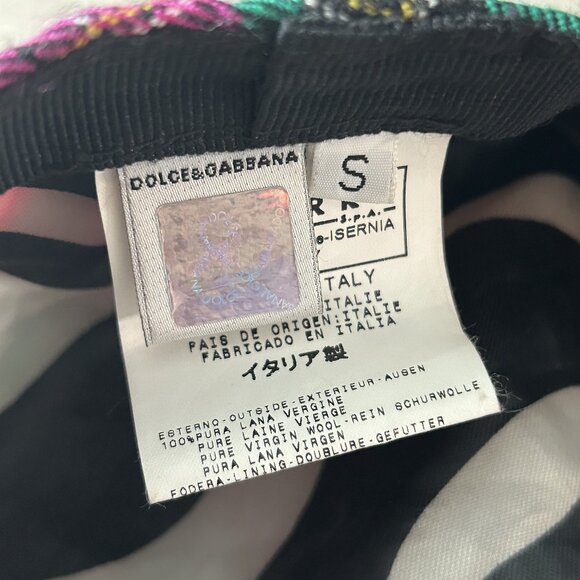 DOLCE&GABBANA
S
S.p.A.
-ISERNIA
ITALY
ITALIE
PAIS DE ORIGEN:ITALIE
FABRICADO EN ITALIA
イタリア製
ESTERNO-OUTSIDE-EXTERIEUR-AUSEN
100%PURA LANA VERGINE
PURE LAINE VIERGE
PURE VIRGIN WOOL-REIN SCHURWOLLE
PURA LANA VIRGEN
FODERA-LINING-DOUBLURE-GEFUTTER